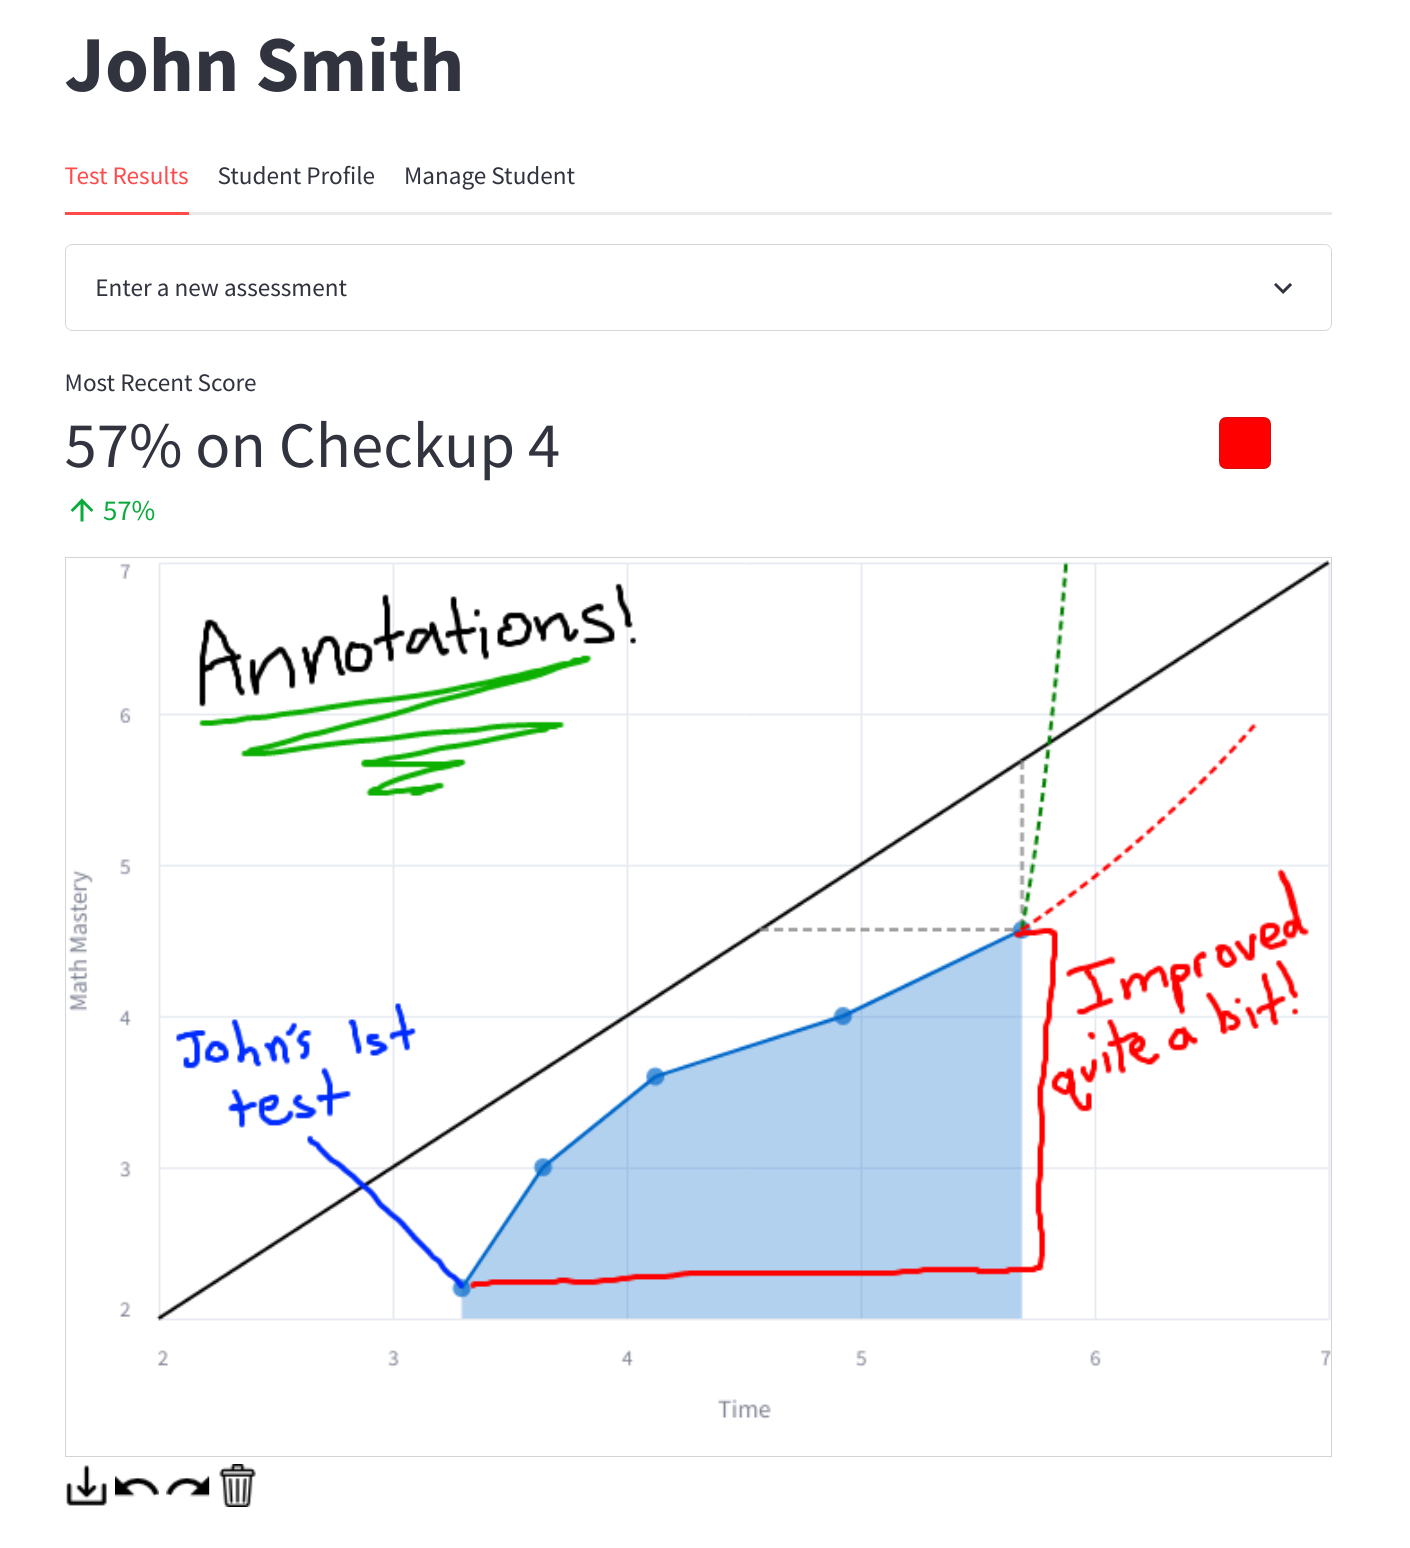 John Smith
Test Results Student Profile Manage Student
Enter a new assessment
Most Recent Score
57% on Checkup 4
57%
Annotations!
7
6
5
4
3
2
Math Mastery
John's 1st
test
Improved
quite a bit!
2 3 4 5 6 7
Time